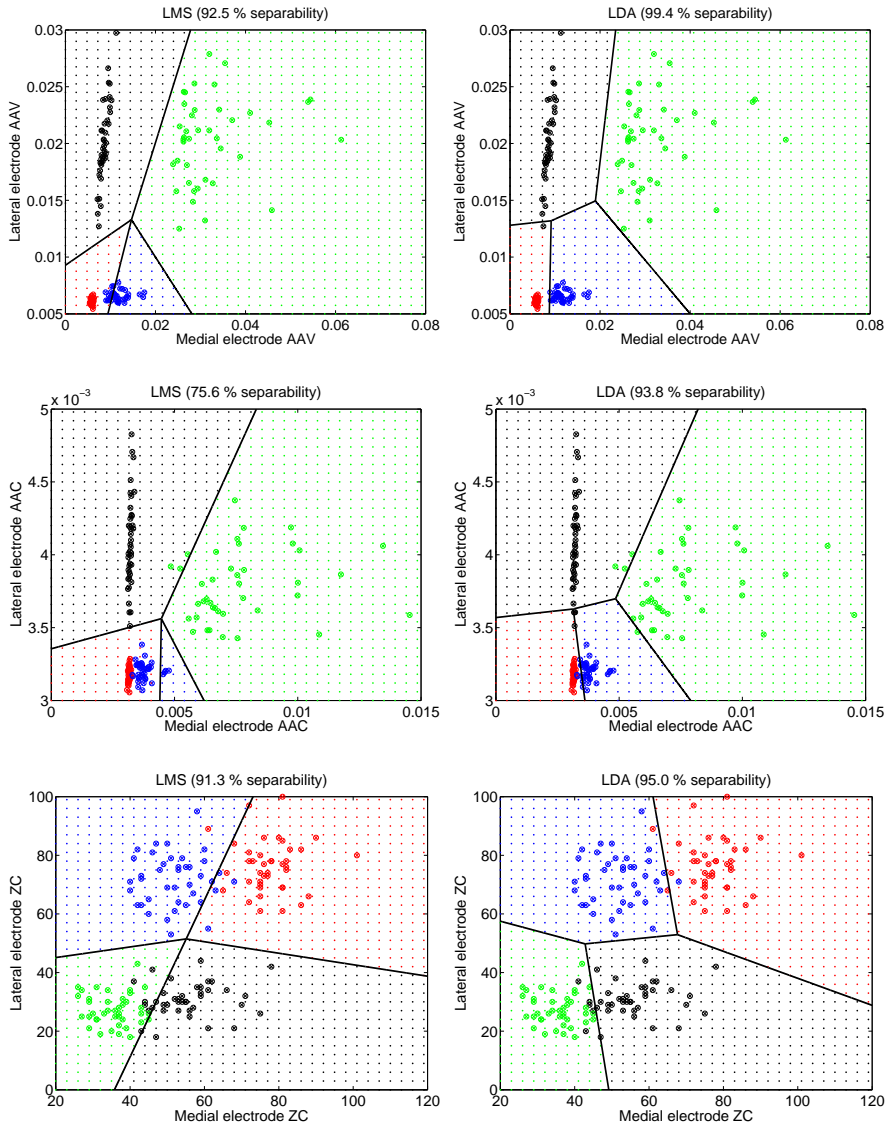 LMS (92.5 % separability)
0.03
0.025
0.02
0.015
0.01
0.005
Lateral electrode AAV
0 0.02 0.04 0.06 0.08
Medial electrode AAV
LDA (99.4 % separability)
0.03
0.025
0.02
0.015
0.01
0.005
Lateral electrode AAV
0 0.02 0.04 0.06 0.08
Medial electrode AAV
LMS (75.6 % separability)
x 10⁻³
5
4.5
4
3.5
3
Lateral electrode AAC
0 0.005 0.01 0.015
Medial electrode AAC
LDA (93.8 % separability)
x 10⁻³
5
4.5
4
3.5
3
Lateral electrode AAC
0 0.005 0.01 0.015
Medial electrode AAC
LMS (91.3 % separability)
100
80
60
40
20
0
Lateral electrode ZC
20 40 60 80 100 120
Medial electrode ZC
LDA (95.0 % separability)
100
80
60
40
20
0
Lateral electrode ZC
20 40 60 80 100 120
Medial electrode ZC